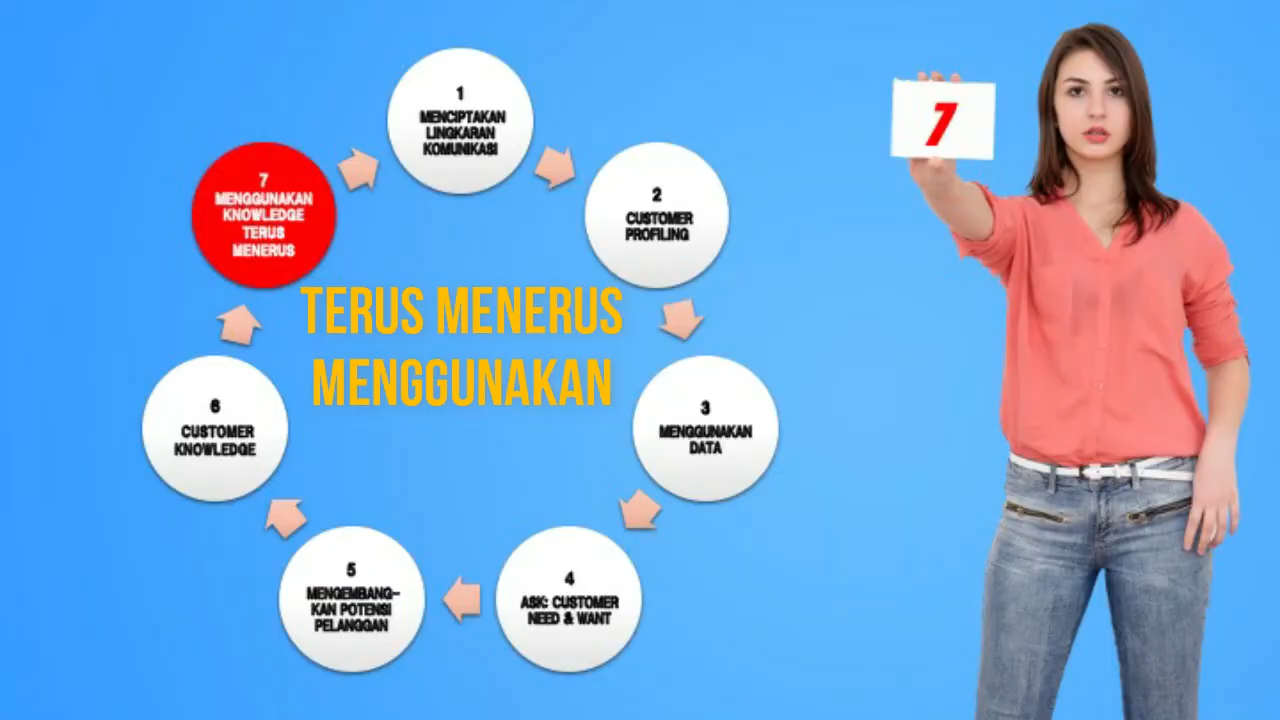 1
MENCIPTAKAN
LINGKARAN
KOMUNIKASI
2
CUSTOMER
PROFILING
3
MENGGUNAKAN
DATA
4
ASK: CUSTOMER
NEED & WANT
5
MENGEMBANG-
KAN POTENSI
PELANGGAN
6
CUSTOMER
KNOWLEDGE
7
MENGGUNAKAN
KNOWLEDGE
TERUS
MENERUS
TERUS MENERUS
MENGGUNAKAN
7